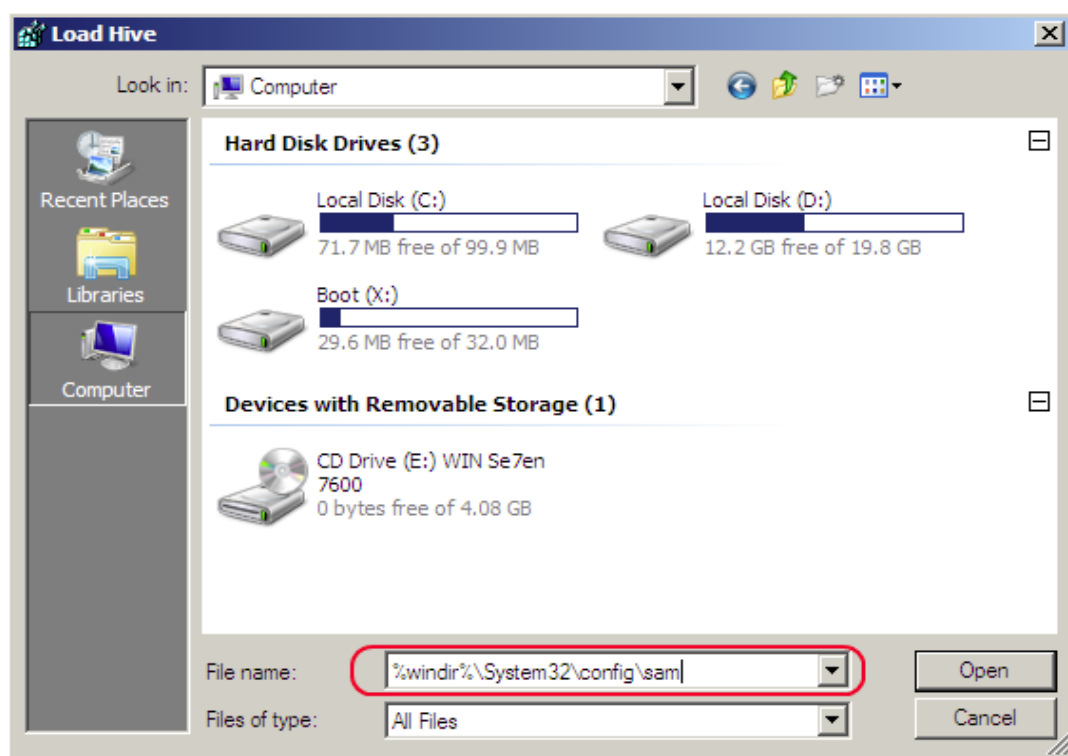 Load Hive
Look in:
Computer
Recent Places
Libraries
Computer
Hard Disk Drives (3)
Local Disk (C:)
71.7 MB free of 99.9 MB
Local Disk (D:)
12.2 GB free of 19.8 GB
Boot (X:)
29.6 MB free of 32.0 MB
Devices with Removable Storage (1)
CD Drive (E:) WIN Se7en
7600
0 bytes free of 4.08 GB
File name:
%windir%\System32\config\sam
Open
Files of type:
All Files
Cancel